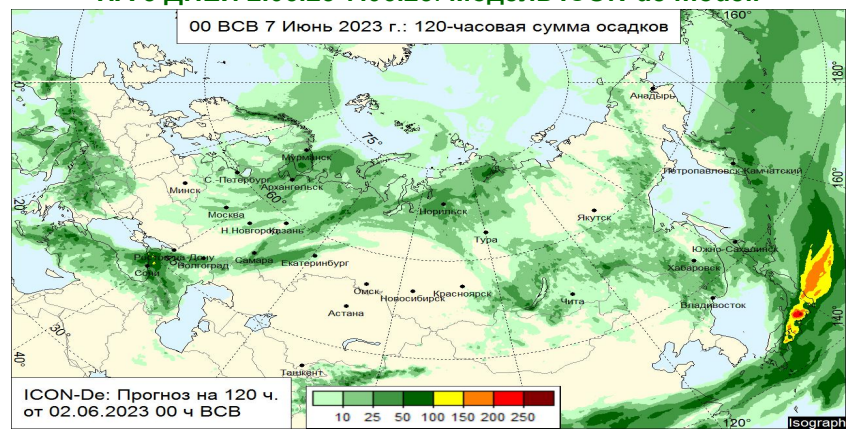 00 ВСВ 7 Июнь 2023 г.: 120-часовая сумма осадков
160°
180°
Анадырь
75°
Мурманск
Петропавловск-Камчатский
С.-Петербург
Архангельск
Минск
60°
160°
20°
Москва
Норильск
Якутск
Н.Новгород
Казань
Тура
Южно-Сахалинск
Ростов-на-Дону
Волгоград
Самара
Екатеринбург
Хабаровск
Сочи
Омск
Новосибирск
Красноярск
Чита
Владивосток
Астана
140°
30°
40°
Ташкент
ICON-De: Прогноз на 120 ч.
от 02.06.2023 00 ч ВСВ
10 25 50 100 150 200 250
120°
Isograph